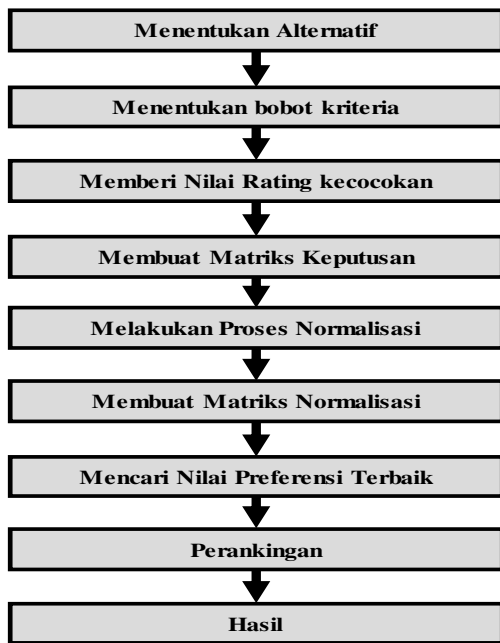 Menentukan Alternatif
Menentukan bobot kriteria
Memberi Nilai Rating kecocokan
Membuat Matriks Keputusan
Melakukan Proses Normalisasi
Membuat Matriks Normalisasi
Mencari Nilai Preferensi Terbaik
Perankingan
Hasil